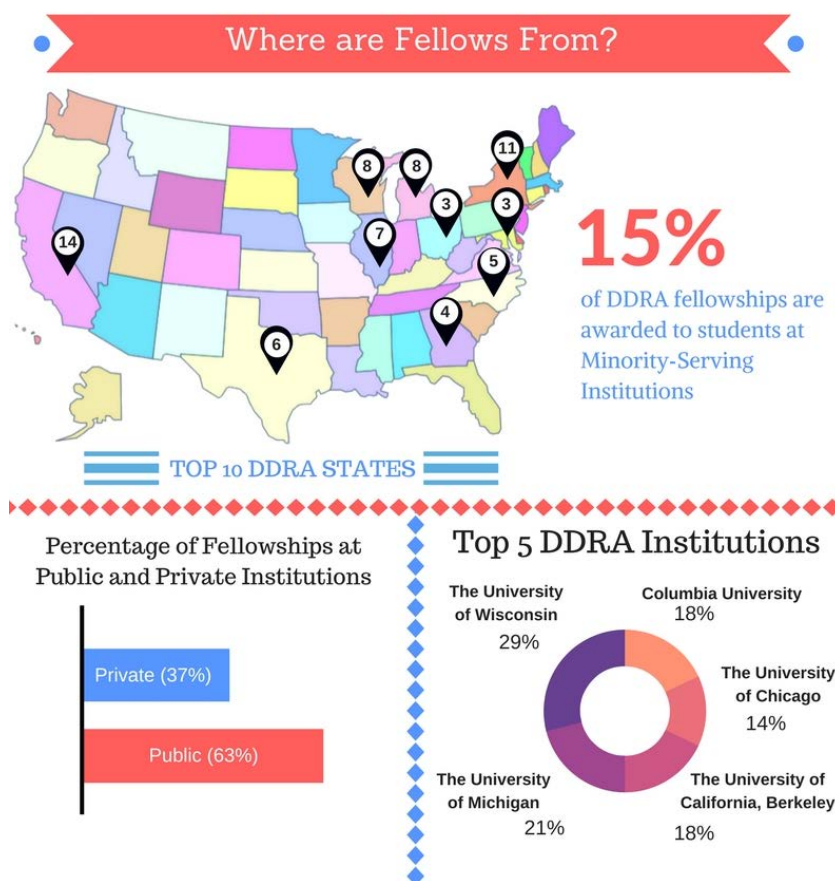 Where are Fellows From?
11
8
8
3
3
14
7
5
4
6
15%
of DDRA fellowships are
awarded to students at
Minority-Serving
Institutions
TOP 10 DDRA STATES
Percentage of Fellowships at
Public and Private Institutions
Private (37%)
Public (63%)
Top 5 DDRA Institutions
The University
of Wisconsin
29%
Columbia University
18%
The University
of Chicago
14%
The University
of Michigan
21%
The University of
California, Berkeley
18%